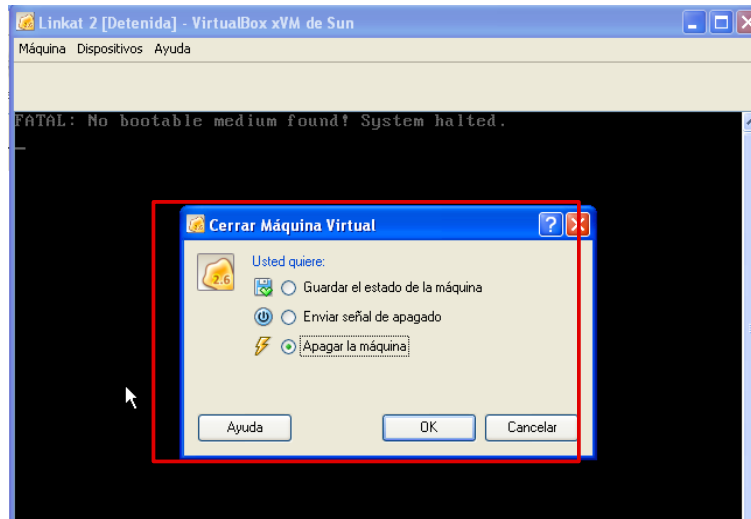 Linkat 2 [Detenida] - VirtualBox xVM de Sun
Máquina Dispositivos Ayuda
FATAL: No bootable medium found! System halted.
Cerrar Máquina Virtual
Usted quiere:
2.6
Guardar el estado de la máquina
Enviar señal de apagado
Apagar la máquina
Ayuda OK Cancelar